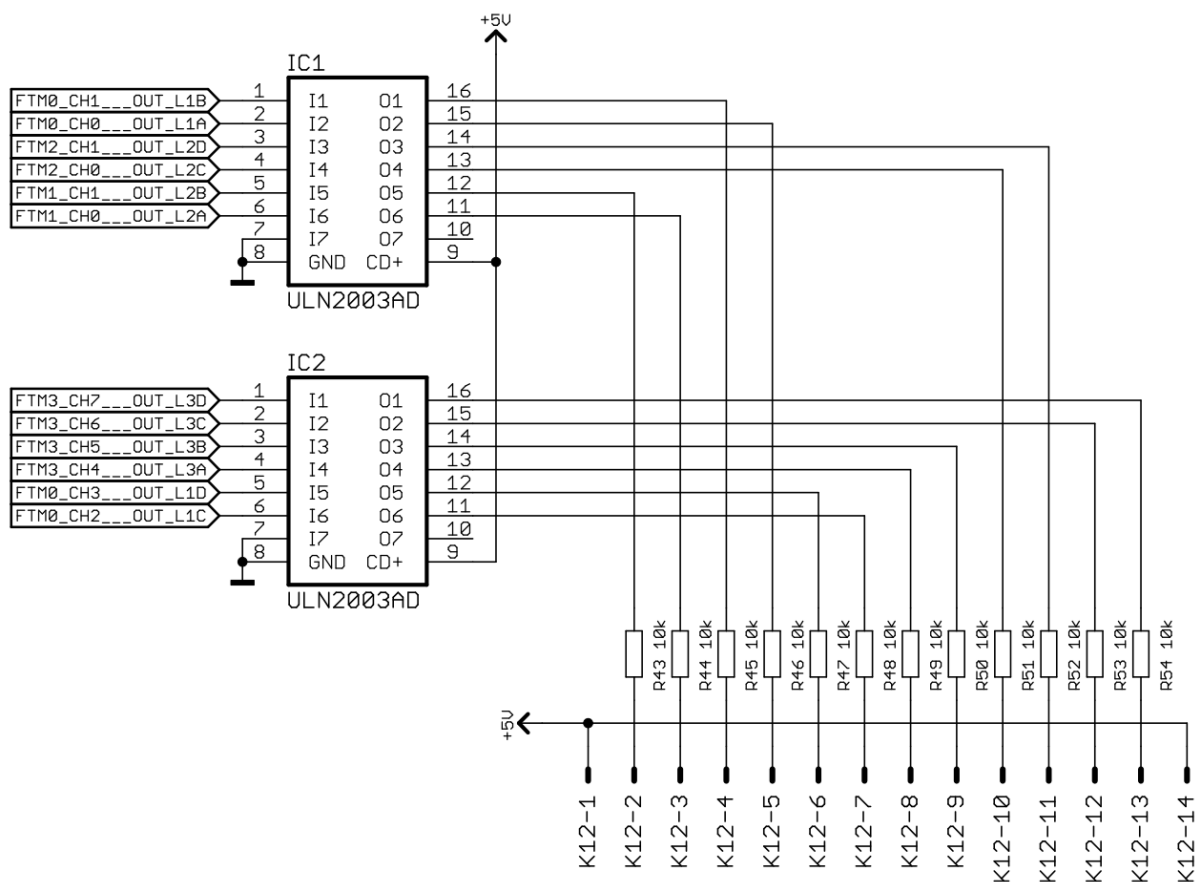 +5V
IC1
FTM0_CH1___OUT_L1B 1 I1 O1 16
FTM0_CH0___OUT_L1A 2 I2 O2 15
FTM2_CH1___OUT_L2D 3 I3 O3 14
FTM2_CH0___OUT_L2C 4 I4 O4 13
FTM1_CH1___OUT_L2B 5 I5 O5 12
FTM1_CH0___OUT_L2A 6 I6 O6 11
7 I7 O7 10
8 GND CD+ 9
ULN2003AD
IC2
FTM3_CH7___OUT_L3D 1 I1 O1 16
FTM3_CH6___OUT_L3C 2 I2 O2 15
FTM3_CH5___OUT_L3B 3 I3 O3 14
FTM3_CH4___OUT_L3A 4 I4 O4 13
FTM0_CH3___OUT_L1D 5 I5 O5 12
FTM0_CH2___OUT_L1C 6 I6 O6 11
7 I7 O7 10
8 GND CD+ 9
ULN2003AD
R43 10k
R44 10k
R45 10k
R46 10k
R47 10k
R48 10k
R49 10k
R50 10k
R51 10k
R52 10k
R53 10k
R54 10k
+5V
K12-1
K12-2
K12-3
K12-4
K12-5
K12-6
K12-7
K12-8
K12-9
K12-10
K12-11
K12-12
K12-13
K12-14